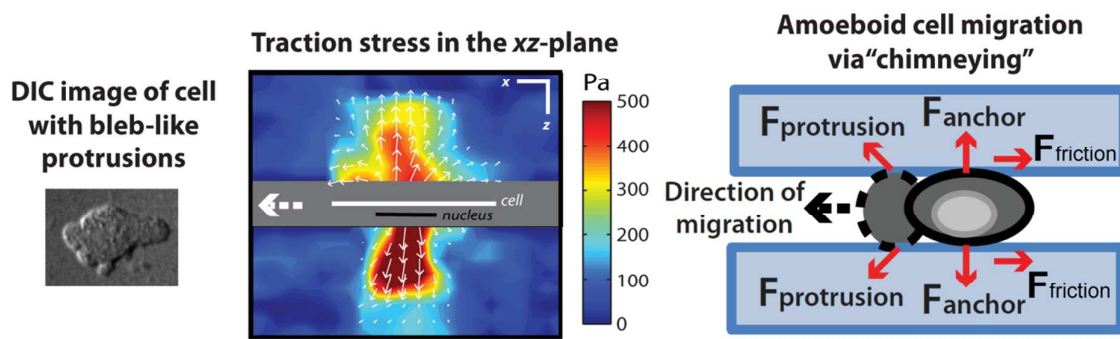 DIC image of cell
with bleb-like
protrusions
Traction stress in the xz-plane
x
z
cell
nucleus
Pa
500
400
300
200
100
0
Amoeboid cell migration
via“chimneying”
Fprotrusion
Fanchor
Ffriction
Direction of
migration
Fprotrusion
Fanchor
Ffriction